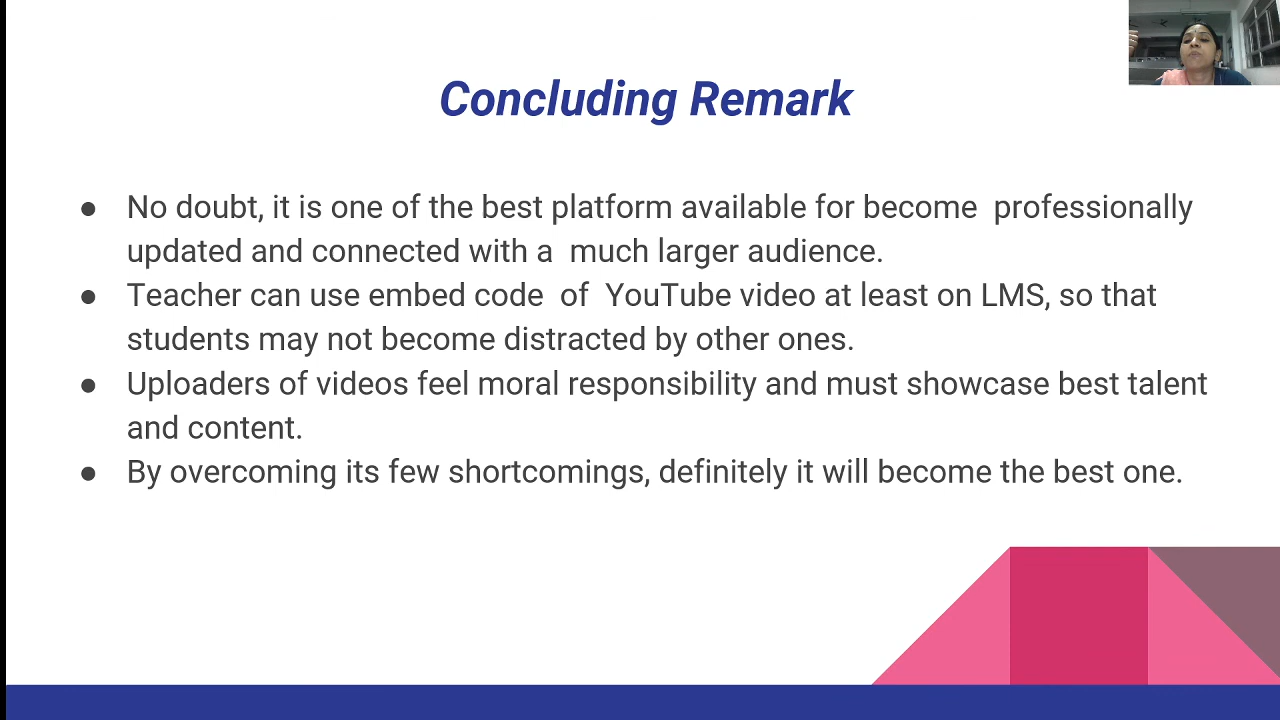 Concluding Remark
● No doubt, it is one of the best platform available for become  professionally
updated and connected with a  much larger audience.
● Teacher can use embed code  of  YouTube video at least on LMS, so that
students may not become distracted by other ones.
● Uploaders of videos feel moral responsibility and must showcase best talent
and content.
● By overcoming its few shortcomings, definitely it will become the best one.